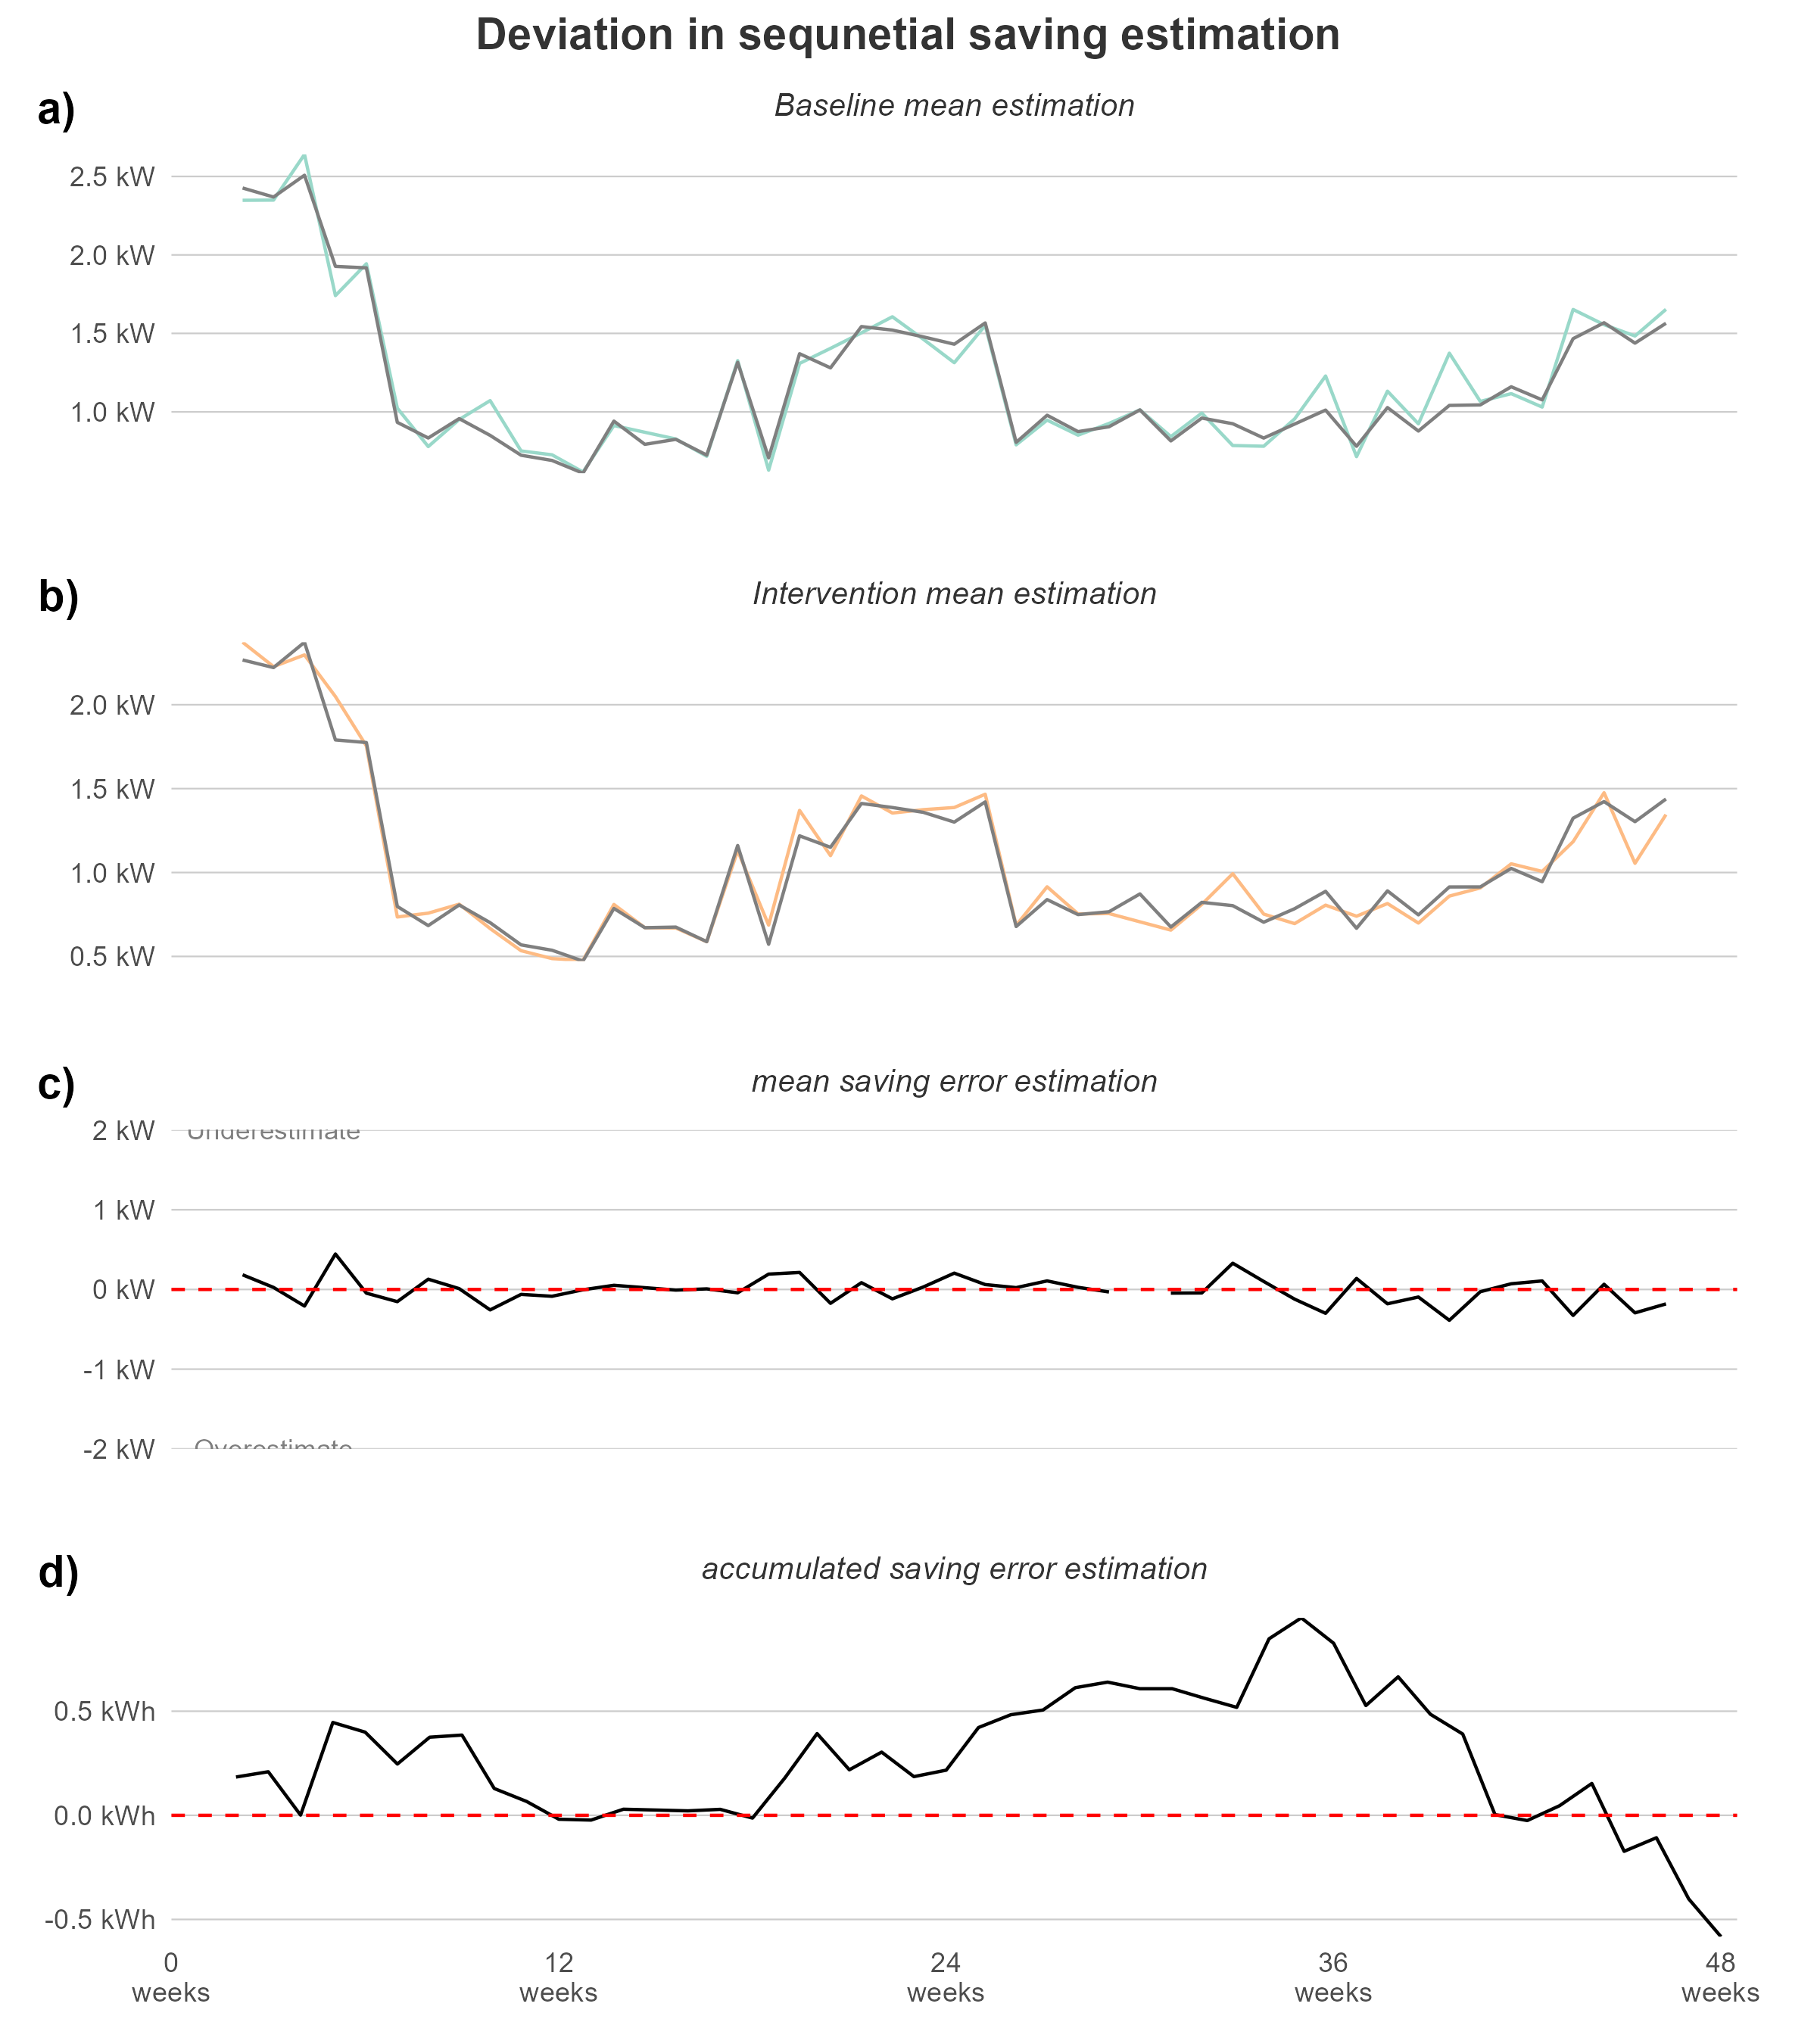 Deviation in sequnetial saving estimation
a)
Baseline mean estimation
2.5 kW
2.0 kW
1.5 kW
1.0 kW
b)
Intervention mean estimation
2.0 kW
1.5 kW
1.0 kW
0.5 kW
c)
mean saving error estimation
2 kW
Underestimate
1 kW
0 kW
-1 kW
-2 kW
Overestimate
d)
accumulated saving error estimation
0.5 kWh
0.0 kWh
-0.5 kWh
0 12 24 36 48
weeks weeks weeks weeks weeks